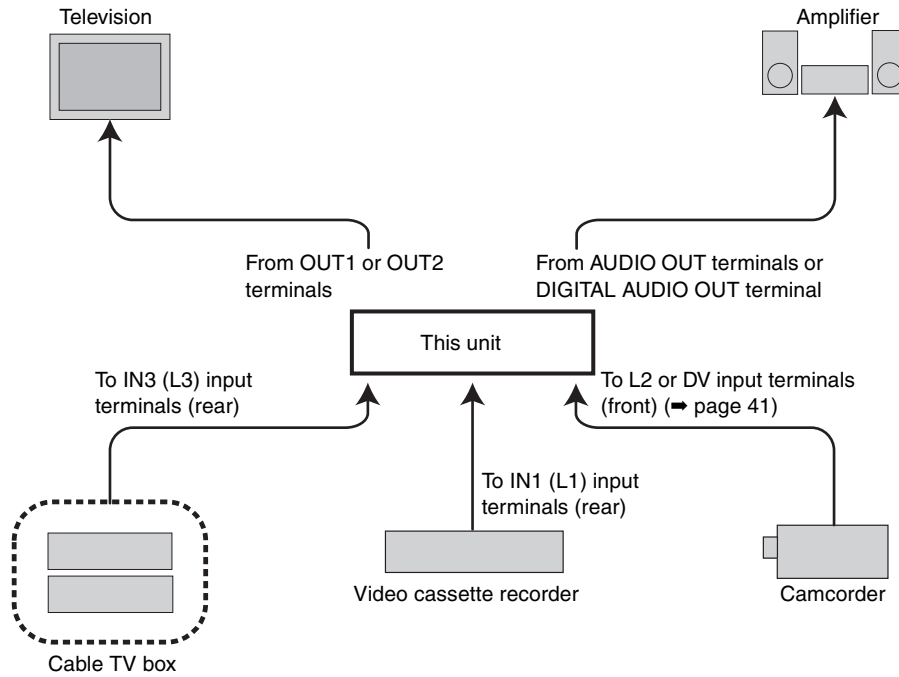 Television
Amplifier
From OUT1 or OUT2
terminals
From AUDIO OUT terminals or
DIGITAL AUDIO OUT terminal
This unit
To IN3 (L3) input
terminals (rear)
To L2 or DV input terminals
(front) (➡ page 41)
To IN1 (L1) input
terminals (rear)
Video cassette recorder
Camcorder
Cable TV box